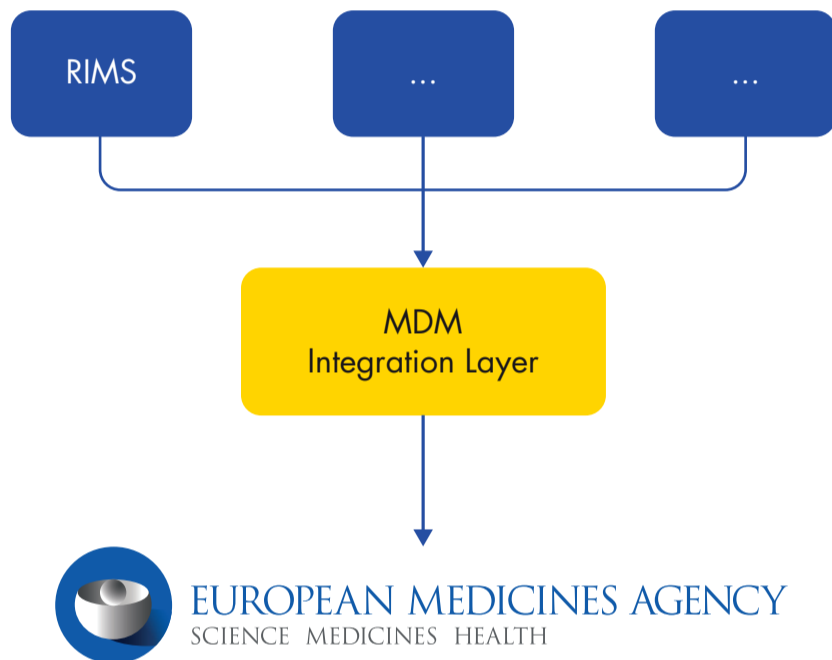 RIMS
...
...
MDM
Integration Layer
EUROPEAN MEDICINES AGENCY
SCIENCE MEDICINES HEALTH